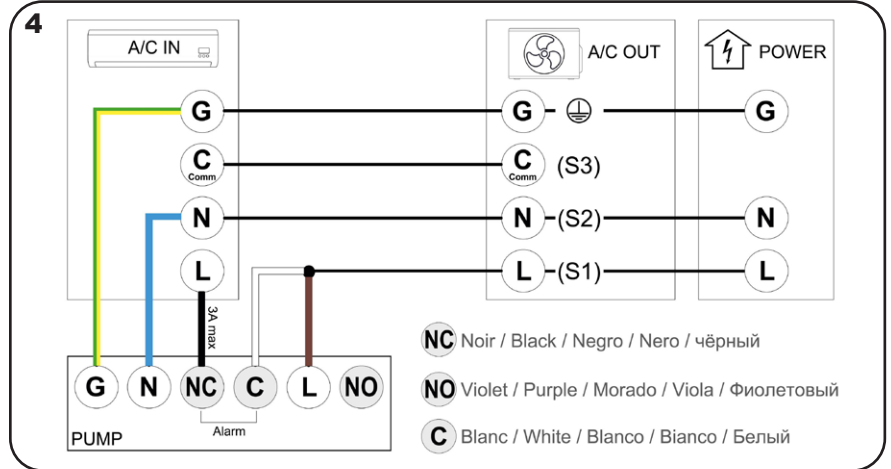 4
A/C IN
A/C OUT
POWER
G
G
G
C
Comm
C
Comm
(S3)
N
N
(S2)
N
L
L
(S1)
L
3A max
G
N
NC
C
L
NO
Alarm
PUMP
NC Noir / Black / Negro / Nero / чёрный
NO Violet / Purple / Morado / Viola / Фиолетовый
C Blanc / White / Blanco / Bianco / Белый